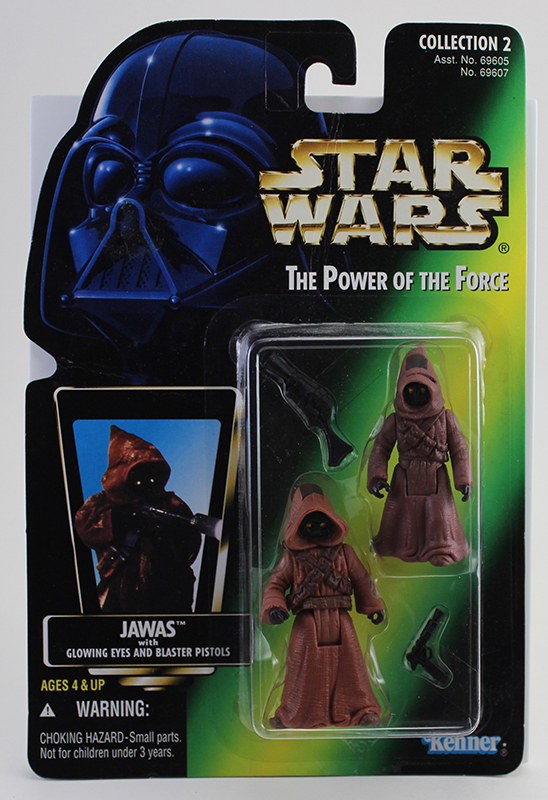 COLLECTION 2
Asst. No. 69605
No. 69607
STAR
WARS®
THE POWER OF THE FORCE
JAWAS™
with
GLOWING EYES AND BLASTER PISTOLS
AGES 4 & UP
WARNING:
CHOKING HAZARD-Small parts.
Not for children under 3 years.
Kenner®